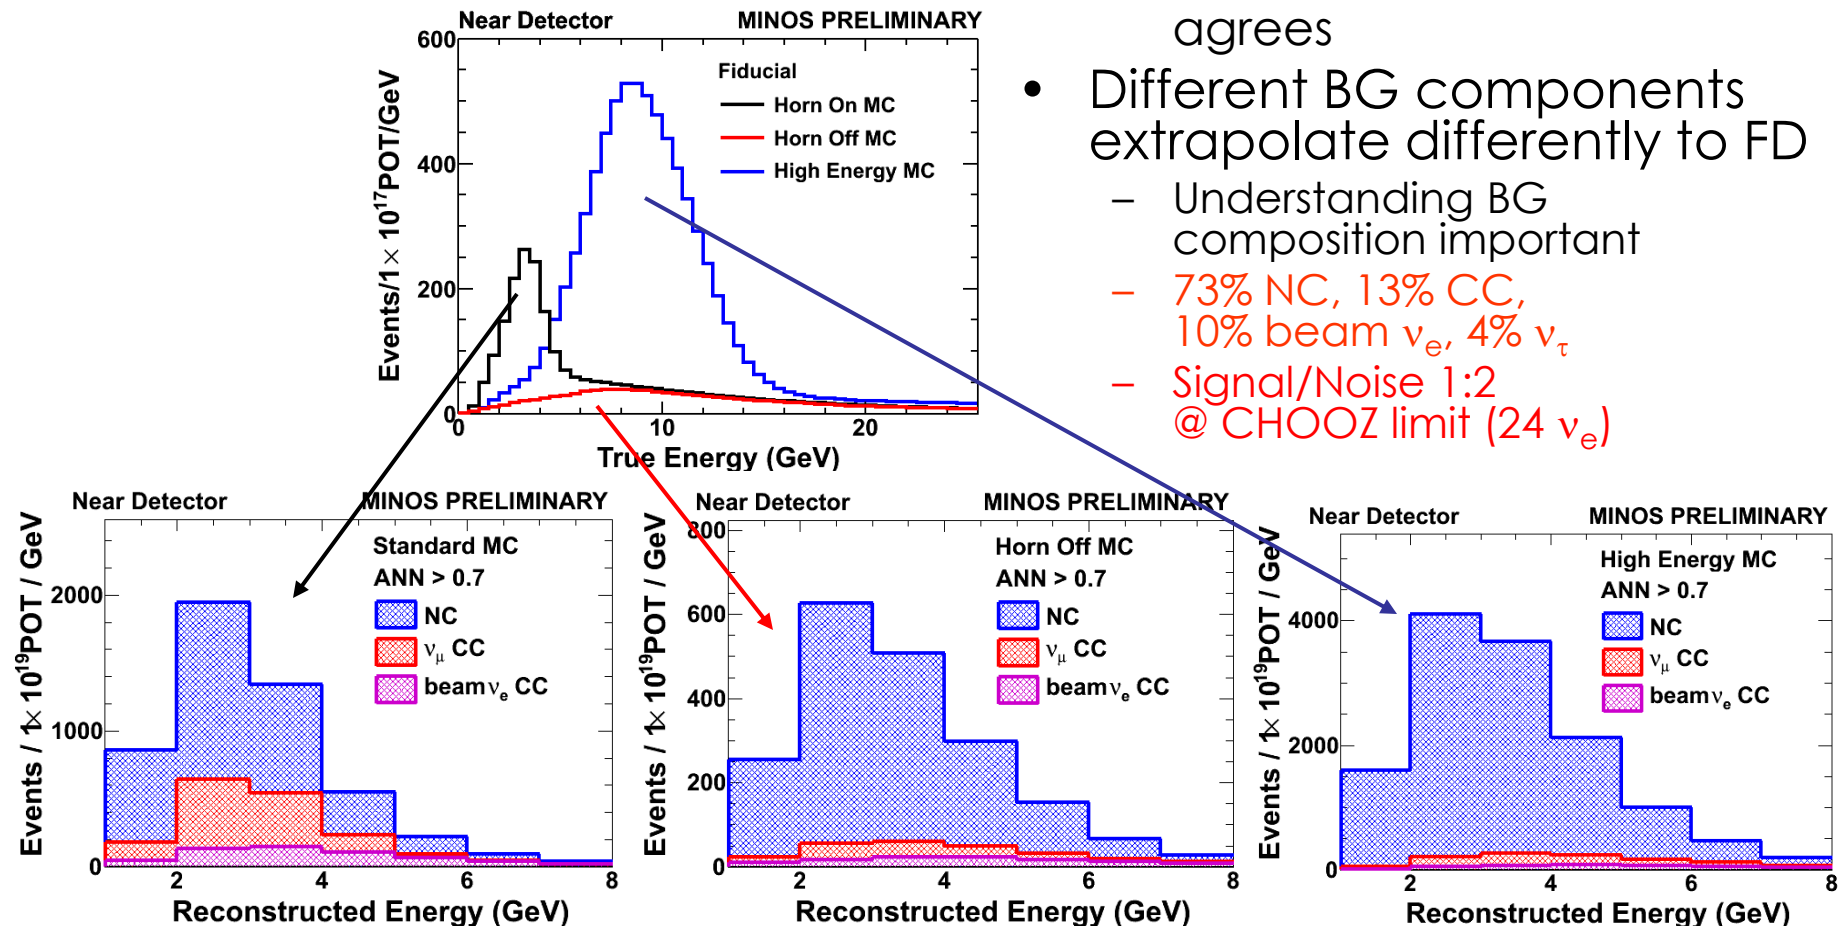 Near Detector MINOS PRELIMINARY
Fiducial
Horn On MC
Horn Off MC
High Energy MC
Events/1× 10¹⁷POT/GeV
600
400
200
0
0 10 20
True Energy (GeV)
agrees
• Different BG components
extrapolate differently to FD
– Understanding BG
composition important
– 73% NC, 13% CC,
10% beam νₑ, 4% ντ
– Signal/Noise 1:2
@ CHOOZ limit (24 νₑ)
Near Detector MINOS PRELIMINARY
Standard MC
ANN > 0.7
NC
νμ CC
beam νₑ CC
Events / 1× 10¹⁹POT / GeV
2000
1000
0
2 4 6 8
Reconstructed Energy (GeV)
Near Detector MINOS PRELIMINARY
Horn Off MC
ANN > 0.7
NC
νμ CC
beam νₑ CC
Events / 1× 10¹⁹POT / GeV
800
600
400
200
0
2 4 6 8
Reconstructed Energy (GeV)
Near Detector MINOS PRELIMINARY
High Energy MC
ANN > 0.7
NC
νμ CC
beam νₑ CC
Events / 1× 10¹⁹POT / GeV
4000
2000
0
2 4 6 8
Reconstructed Energy (GeV)